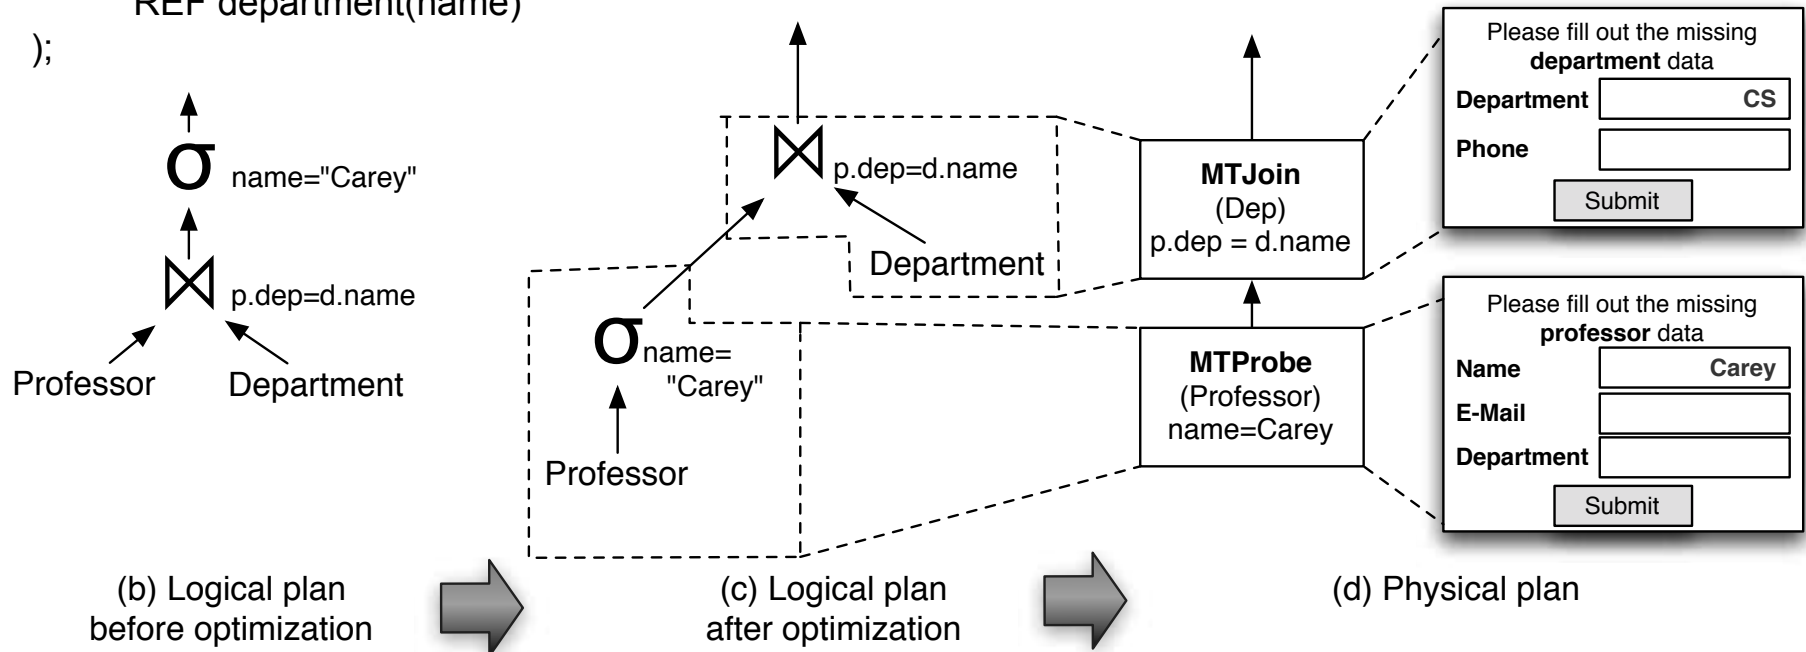 REF department(name)
);
σ name="Carey"
⋈ p.dep=d.name
Professor
Department
(b) Logical plan
before optimization
⋈ p.dep=d.name
Department
σ name=
"Carey"
Professor
(c) Logical plan
after optimization
MTJoin
(Dep)
p.dep = d.name
MTProbe
(Professor)
name=Carey
Please fill out the missing
department data
Department CS
Phone
Submit
Please fill out the missing
professor data
Name Carey
E-Mail
Department
Submit
(d) Physical plan